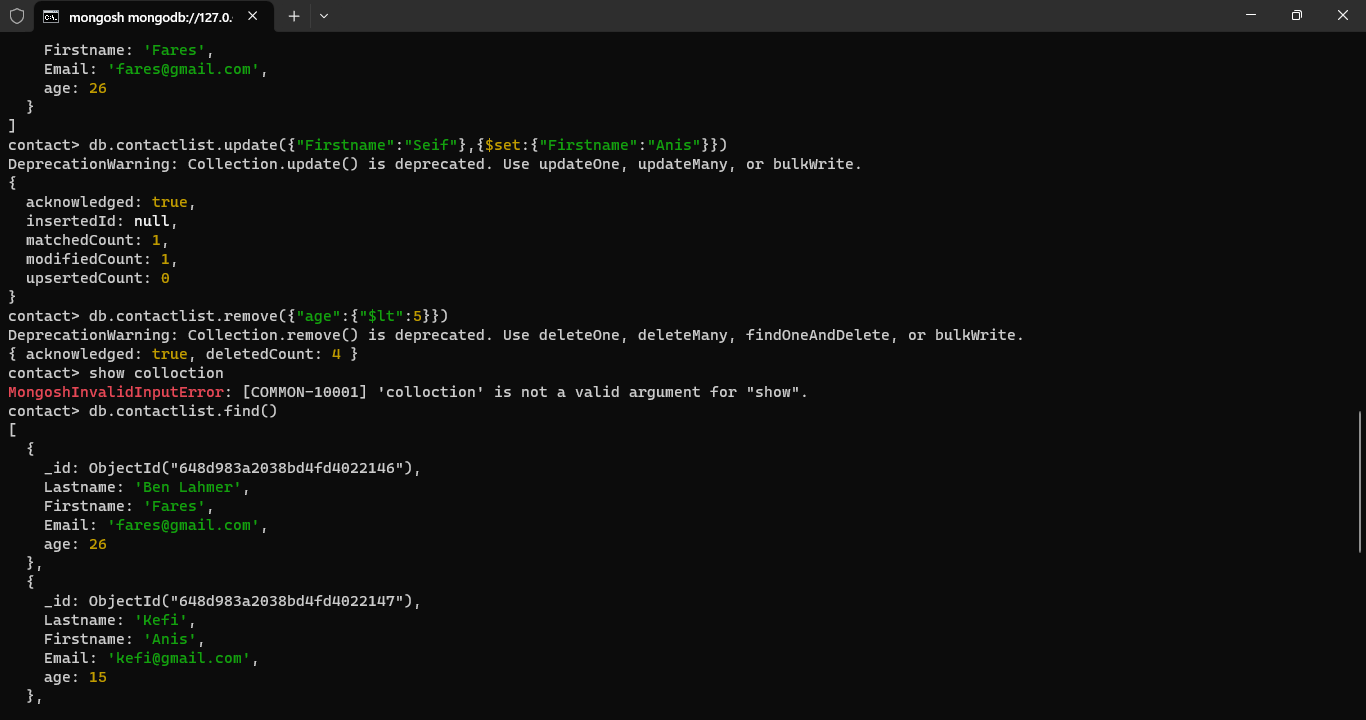 mongosh mongodb://127.0.
    Firstname: 'Fares',
    Email: 'fares@gmail.com',
    age: 26
  }
]
contact> db.contactlist.update({"Firstname":"Seif"},{$set:{"Firstname":"Anis"}})
DeprecationWarning: Collection.update() is deprecated. Use updateOne, updateMany, or bulkWrite.
{
  acknowledged: true,
  insertedId: null,
  matchedCount: 1,
  modifiedCount: 1,
  upsertedCount: 0
}
contact> db.contactlist.remove({"age":{"$lt":5}})
DeprecationWarning: Collection.remove() is deprecated. Use deleteOne, deleteMany, findOneAndDelete, or bulkWrite.
{ acknowledged: true, deletedCount: 4 }
contact> show colloction
MongoshInvalidInputError: [COMMON-10001] 'colloction' is not a valid argument for "show".
contact> db.contactlist.find()
[
  {
    _id: ObjectId("648d983a2038bd4fd4022146"),
    Lastname: 'Ben Lahmer',
    Firstname: 'Fares',
    Email: 'fares@gmail.com',
    age: 26
  },
  {
    _id: ObjectId("648d983a2038bd4fd4022147"),
    Lastname: 'Kefi',
    Firstname: 'Anis',
    Email: 'kefi@gmail.com',
    age: 15
  },